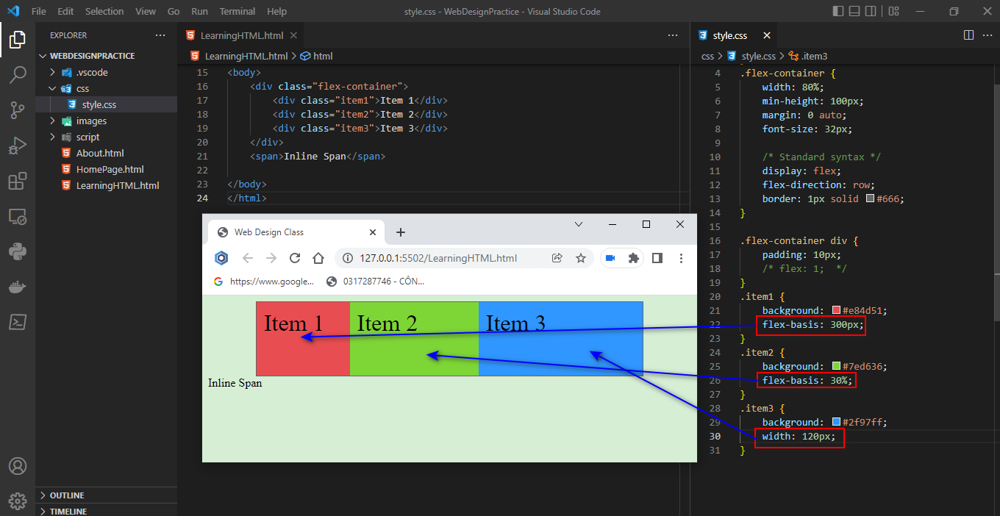 File Edit Selection View Go Run Terminal Help style.css - WebDesignPractice - Visual Studio Code
EXPLORER
WEBDESIGNPRACTICE
.vscode
css
style.css
images
script
About.html
HomePage.html
LearningHTML.html
OUTLINE
TIMELINE
LearningHTML.html
LearningHTML.html > html
15 <body>
16 <div class="flex-container">
17 <div class="item1">Item 1</div>
18 <div class="item2">Item 2</div>
19 <div class="item3">Item 3</div>
20 </div>
21 <span>Inline Span</span>
22
23 </body>
24 </html>
Web Design Class
127.0.0.1:5502/LearningHTML.html
https://www.google... 0317287746 - CÔN...
Item 1 Item 2 Item 3
Inline Span
style.css
css > style.css > .item3
4 .flex-container {
5 width: 80%;
6 min-height: 100px;
7 margin: 0 auto;
8 font-size: 32px;
9
10 /* Standard syntax */
11 display: flex;
12 flex-direction: row;
13 border: 1px solid #666;
14 }
15
16 .flex-container div {
17 padding: 10px;
18 /* flex: 1;  */
19 }
20 .item1 {
21 background: #e84d51;
22 flex-basis: 300px;
23 }
24 .item2 {
25 background: #7ed636;
26 flex-basis: 30%;
27 }
28 .item3 {
29 background: #2f97ff;
30 width: 120px;
31 }